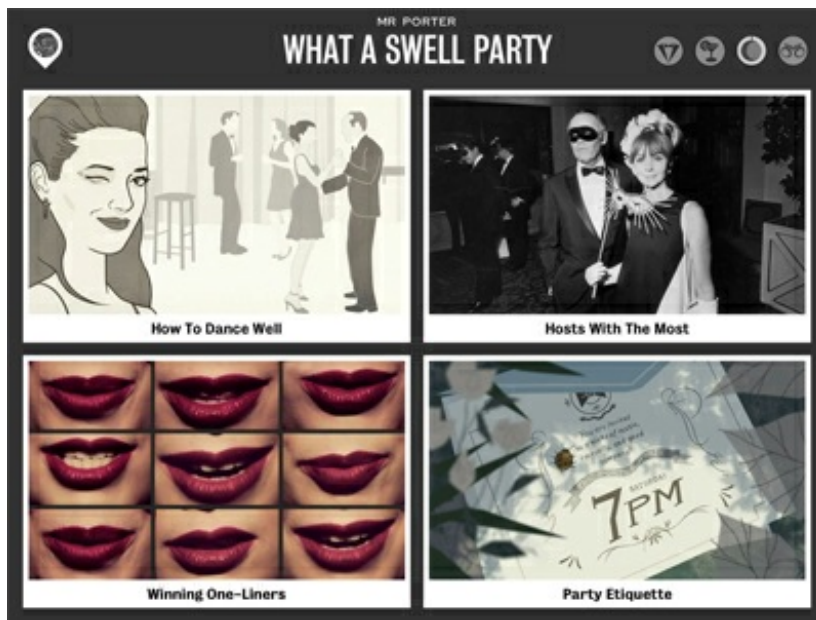 MR PORTER
WHAT A SWELL PARTY
How To Dance Well
Hosts With The Most
SATURDAY
7PM
Winning One-Liners
Party Etiquette